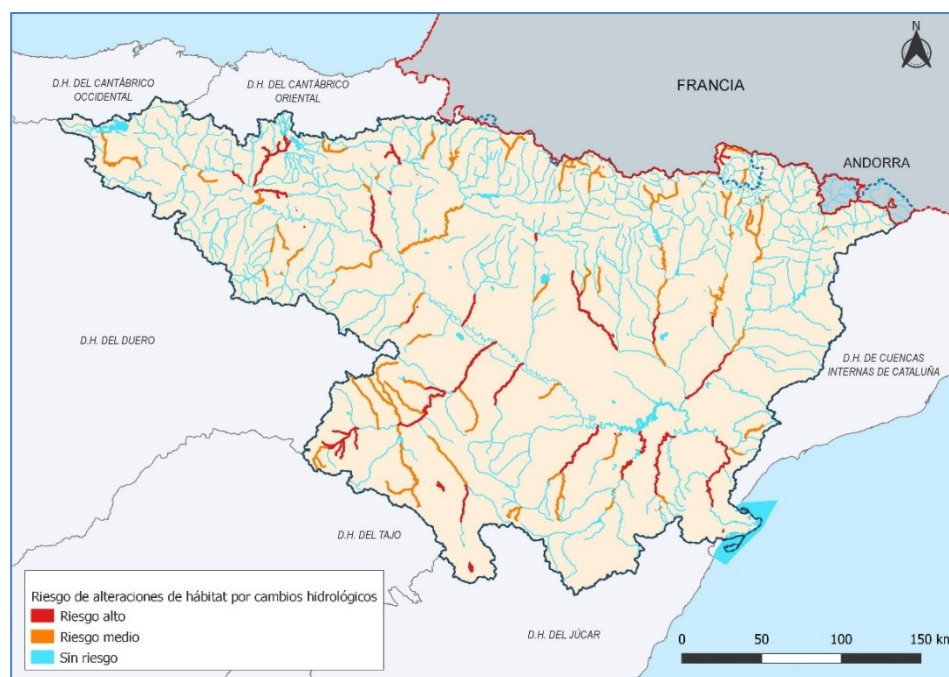 N
D.H. DEL CANTÁBRICO
OCCIDENTAL
D.H. DEL CANTÁBRICO
ORIENTAL
FRANCIA
ANDORRA
D.H. DEL DUERO
D.H. DE CUENCAS
INTERNAS DE CATALUÑA
D.H. DEL TAJO
D.H. DEL JÚCAR
Riesgo de alteraciones de hábitat por cambios hidrológicos
Riesgo alto
Riesgo medio
Sin riesgo
0 50 100 150 km